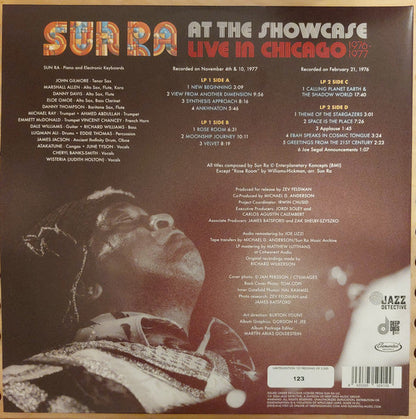 SUN RA AT THE SHOWCASE
LIVE IN CHICAGO 1976 1977
SUN RA - Piano and Electronic Keyboards
JOHN GILMORE - Tenor Sax
MARSHALL ALLEN - Alto Sax, Flute, Kora
DANNY DAVIS - Alto Sax, Flute
ELOE OMOE - Alto Sax, Bass Clarinet
DANNY THOMPSON - Baritone Sax, Flute
MICHAEL RAY - Trumpet • AHMED ABDULLAH - Trumpet
EMMETT McDONALD - Trumpet VINCENT CHANCEY - French Horn
DALE WILLIAMS - Guitar • RICHARD WILLIAMS - Bass
LUQMAN ALI - Drums • EDDIE THOMAS - Percussion
JAMES JACSON - Ancient Infinity Drum, Oboe
ATAKATUNE - Congas • JUNE TYSON - Vocals
CHERYL BANKS-SMITH - Vocals
WISTERIA (JUDITH HOLTON) - Vocals
Recorded on November 4th & 10, 1977
LP 1 SIDE A
1 NEW BEGINNING 3:09
2 VIEW FROM ANOTHER DIMENSION 9:56
3 SYNTHESIS APPROACH 8:16
4 ANKHNATON 5:45
LP 1 SIDE B
1 ROSE ROOM 6:31
2 MOONSHIP JOURNEY 10:11
3 VELVET 8:19
Recorded on February 21, 1976
LP 2 SIDE C
1 CALLING PLANET EARTH &
THE SHADOW WORLD 17:40
LP 2 SIDE D
1 THEME OF THE STARGAZERS 3:01
2 SPACE IS THE PLACE 7:26
3 Applause 1:45
4 EBAH SPEAKS IN COSMIC TONGUE 3:24
5 GREETINGS FROM THE 21ST CENTURY 2:22
6 Joe Segal Announcements 1:07
All titles composed by Sun Ra © Enterplanetary Koncepts (BMI)
Except "Rose Room" by Williams-Hickman, arr. Sun Ra
Produced for release by ZEV FELDMAN
Co-Produced by MICHAEL D. ANDERSON
Project Coordinator: IRWIN CHUSID
Executive Producers: JORDI SOLEY and
CARLOS AGUSTIN CALEMBERT
Associate Producers: JAMES BATSFORD and ZAK SHELBY-SZYSZKO
Audio remastering by JOE LIZZI
Tape transfers by MICHAEL D. ANDERSON/Sun Ra Music Archive
LP mastering by MATTHEW LUTTHANS
at Cohearent Audio
Original recordings made by
RICHARD WILKERSON
Cover photo: © JAN PERSSON / CTSIMAGES
Back Cover Photo: TOM COPI
Inner Gatefold Photo: HAL RAMMEL
Photo research: ZEV FELDMAN and
JAMES BATSFORD
Art direction: BURTON YOUNT
Album Graphics: GORDON H. JEE
Album Package Editor:
MARTIN ARIAS GOLDESTEIN
JAZZ
DETECTIVE
DEEP
DIGS
Elemental
123